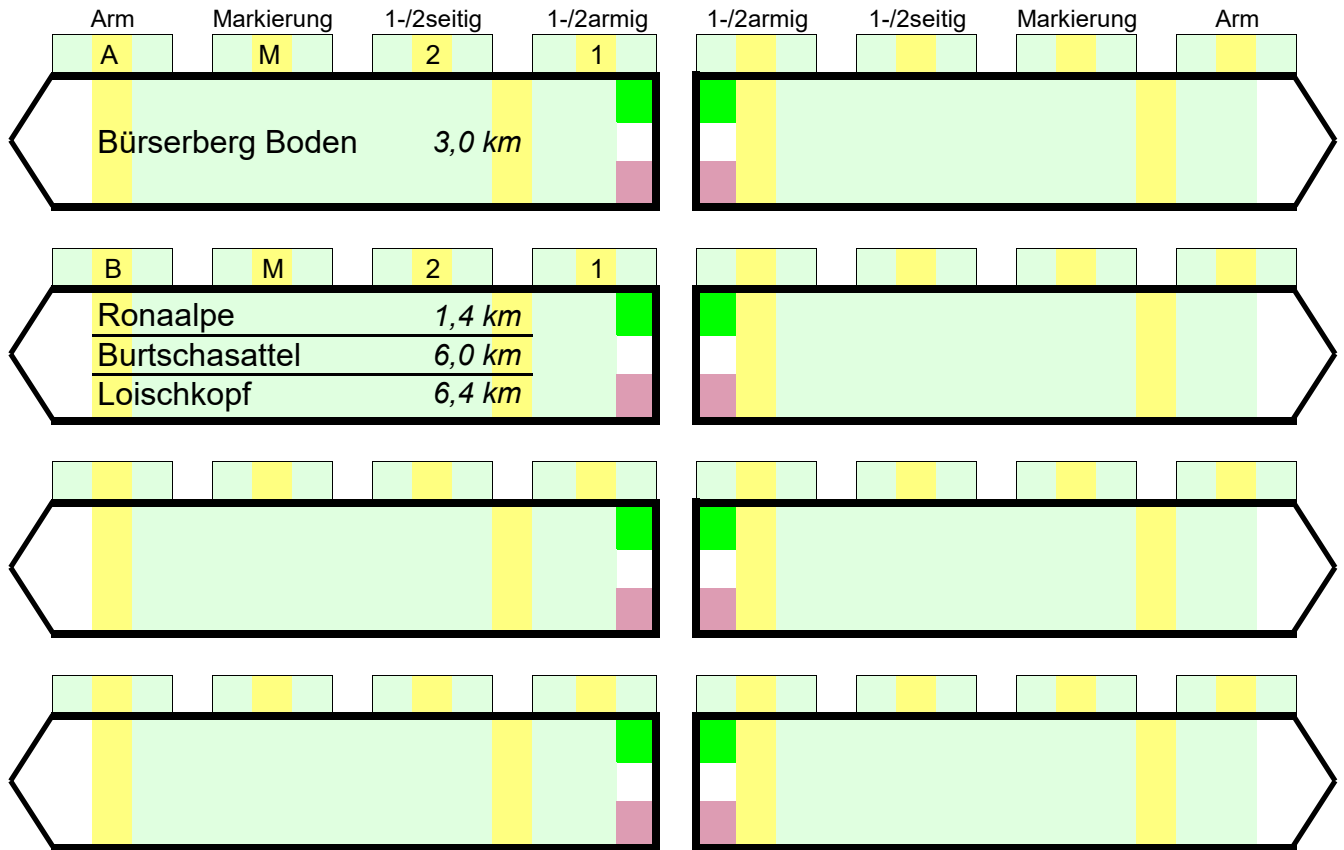 Arm Markierung 1-/2seitig 1-/2armig 1-/2armig 1-/2seitig Markierung Arm
A M 2 1
Bürserberg Boden 3,0 km
B M 2 1
Ronaalpe 1,4 km
Burtschasattel 6,0 km
Loischkopf 6,4 km